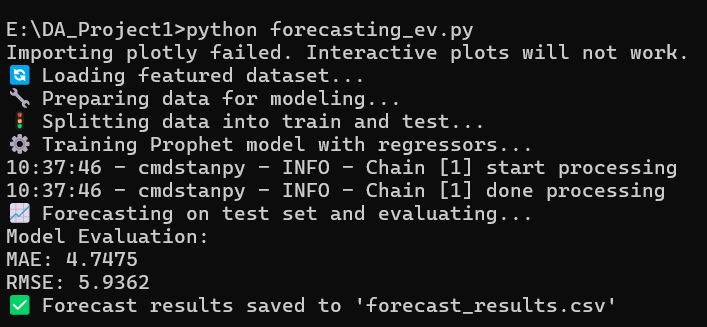 E:\DA_Project1>python forecasting_ev.py
Importing plotly failed. Interactive plots will not work.
🔄 Loading featured dataset...
🔧 Preparing data for modeling...
🚦 Splitting data into train and test...
⚙️ Training Prophet model with regressors...
10:37:46 - cmdstanpy - INFO - Chain [1] start processing
10:37:46 - cmdstanpy - INFO - Chain [1] done processing
📈 Forecasting on test set and evaluating...
Model Evaluation:
MAE: 4.7475
RMSE: 5.9362
✅ Forecast results saved to 'forecast_results.csv'